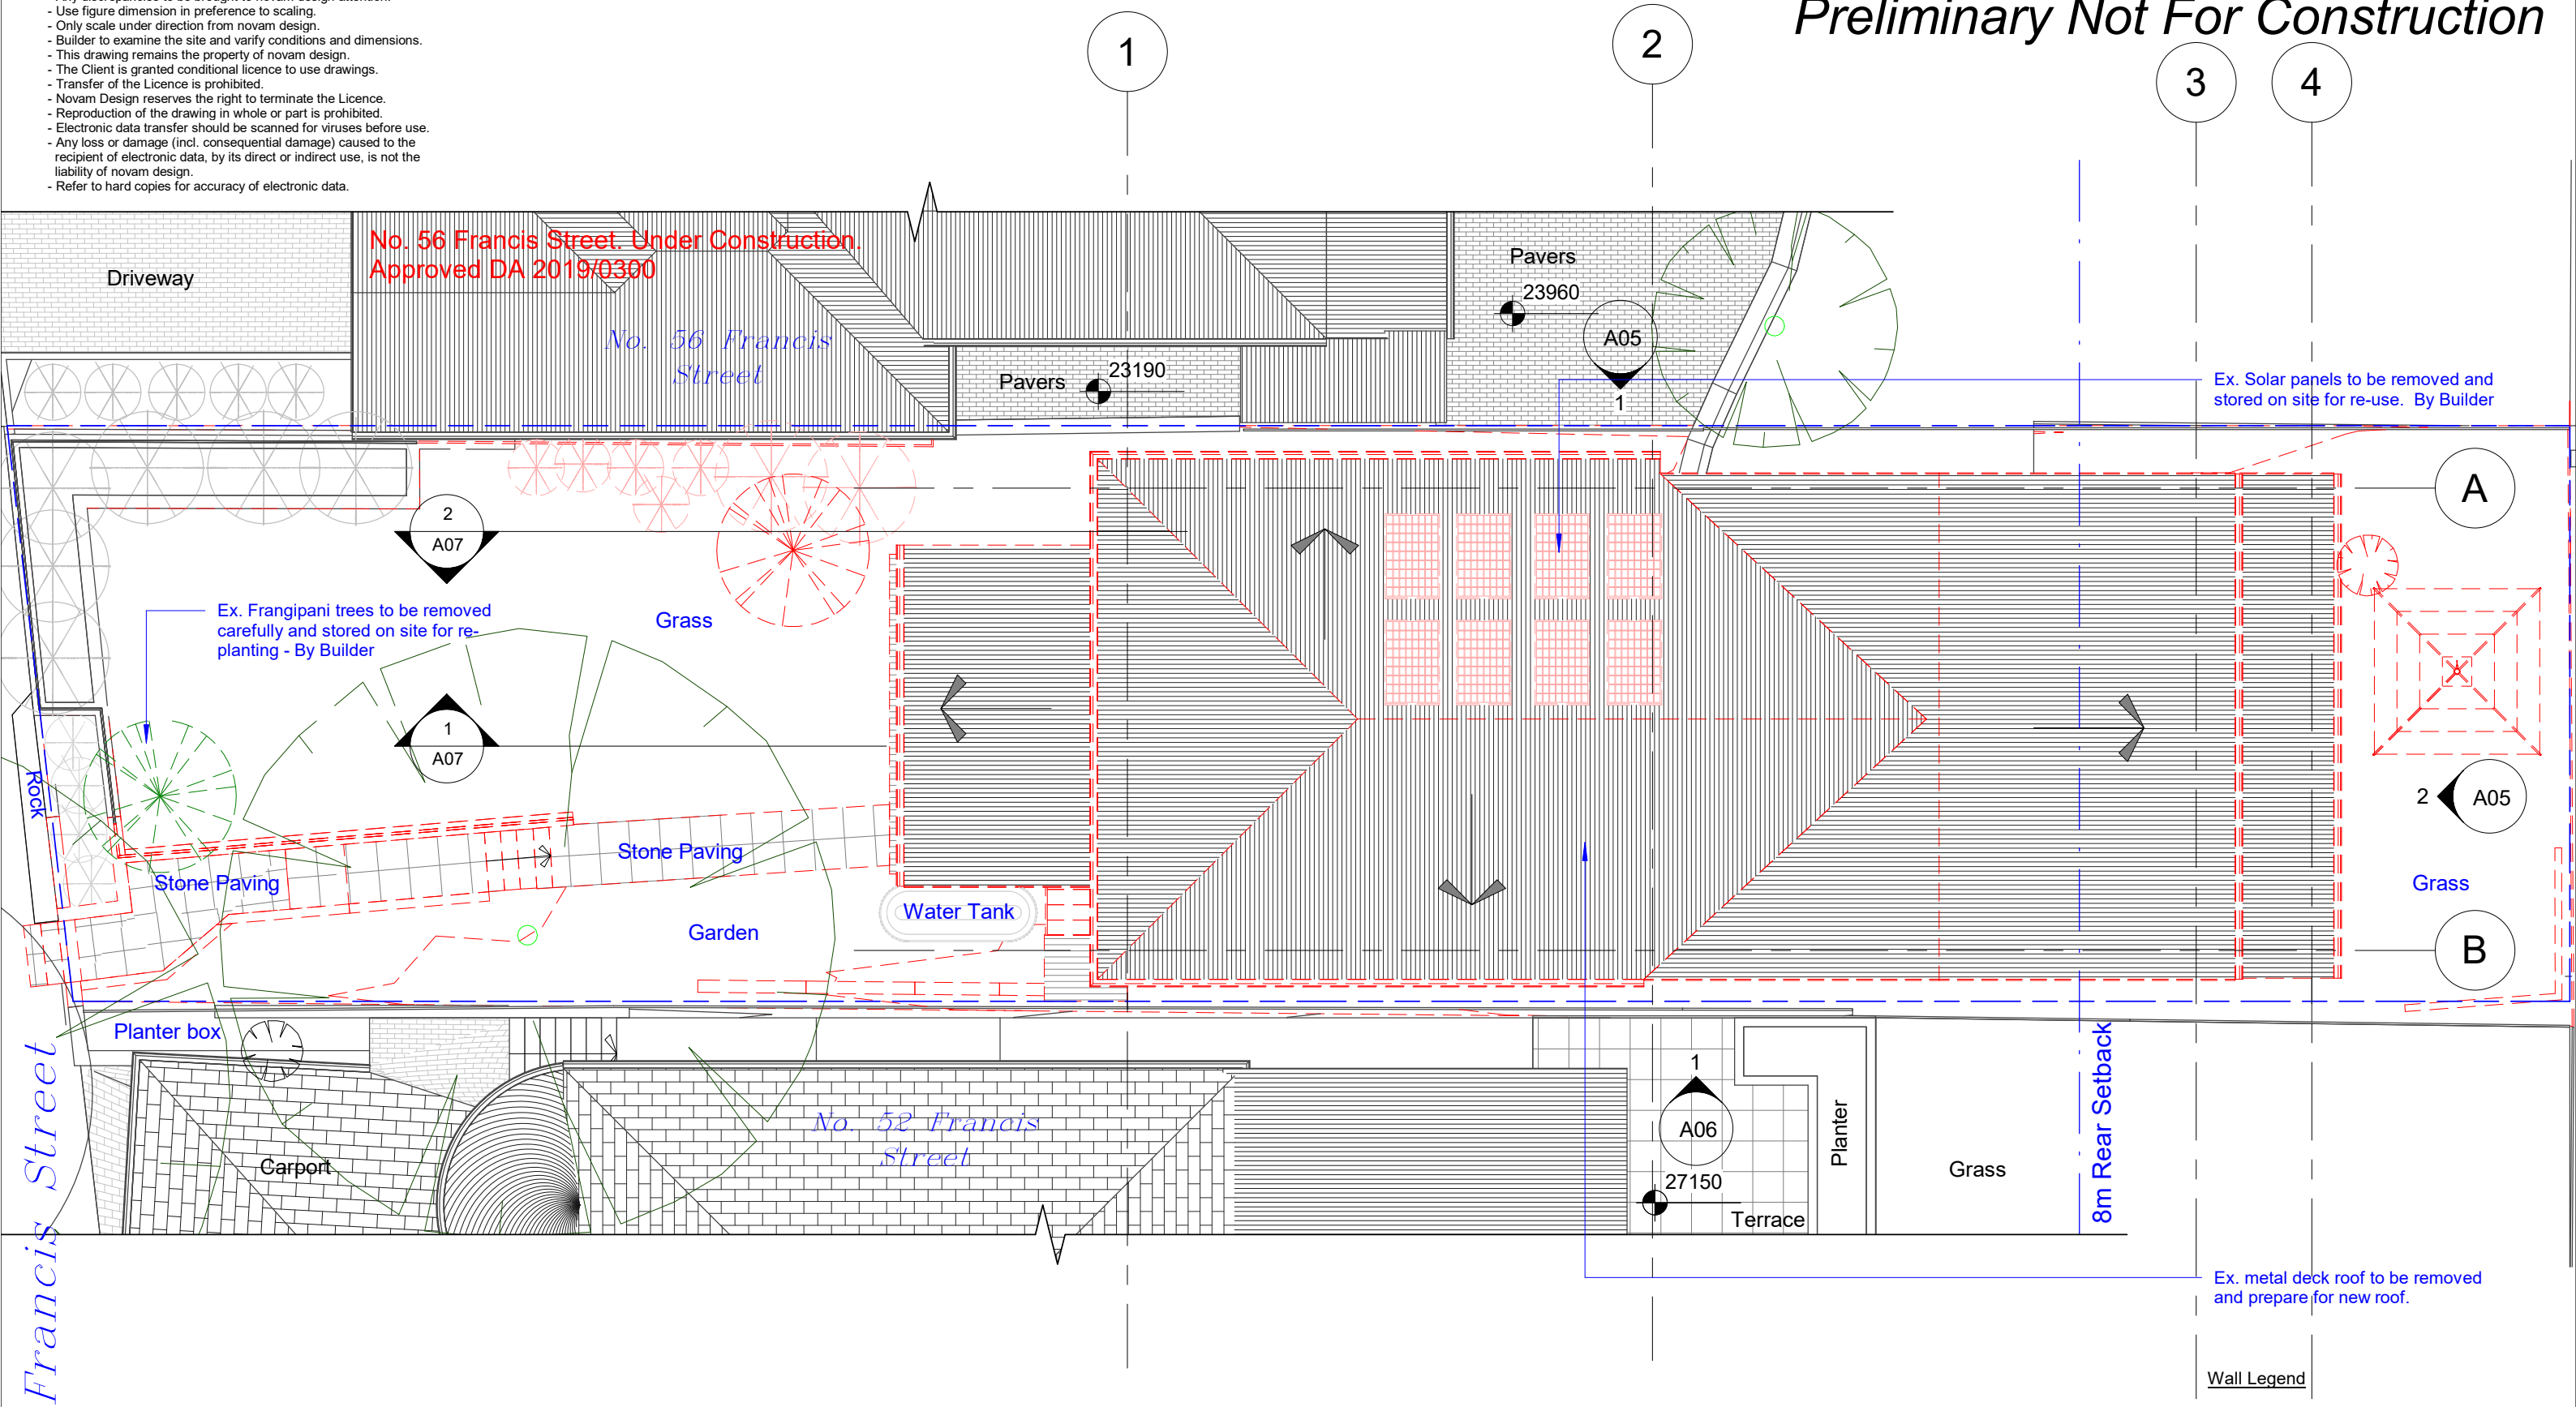 - Any discrepancies to be brought to novam design attention.
- Use figure dimension in preference to scaling.
- Only scale under direction from novam design.
- Builder to examine the site and varify conditions and dimensions.
- This drawing remains the property of novam design.
- The Client is granted conditional licence to use drawings.
- Transfer of the Licence is prohibited.
- Novam Design reserves the right to terminate the Licence.
- Reproduction of the drawing in whole or part is prohibited.
- Electronic data transfer should be scanned for viruses before use.
- Any loss or damage (incl. consequential damage) caused to the
recipient of electronic data, by its direct or indirect use, is not the
liability of novam design.
- Refer to hard copies for accuracy of electronic data.
Preliminary Not For Construction
1
2
3
4
No. 56 Francis Street. Under Construction.
Approved DA 2019/0300
Driveway
No. 56 Francis
Street
Pavers
23190
Pavers
23960
A05
1
Ex. Solar panels to be removed and
stored on site for re-use. By Builder
A
2
A07
Ex. Frangipani trees to be removed
carefully and stored on site for re-
planting - By Builder
Grass
1
A07
Rock
2
A05
Stone Paving
Stone Paving
Grass
Water Tank
Garden
B
Planter box
Francis Street
Carport
No. 52 Francis
Street
1
A06
27150
Terrace
Planter
Grass
8m Rear Setback
Ex. metal deck roof to be removed
and prepare for new roof.
Wall Legend